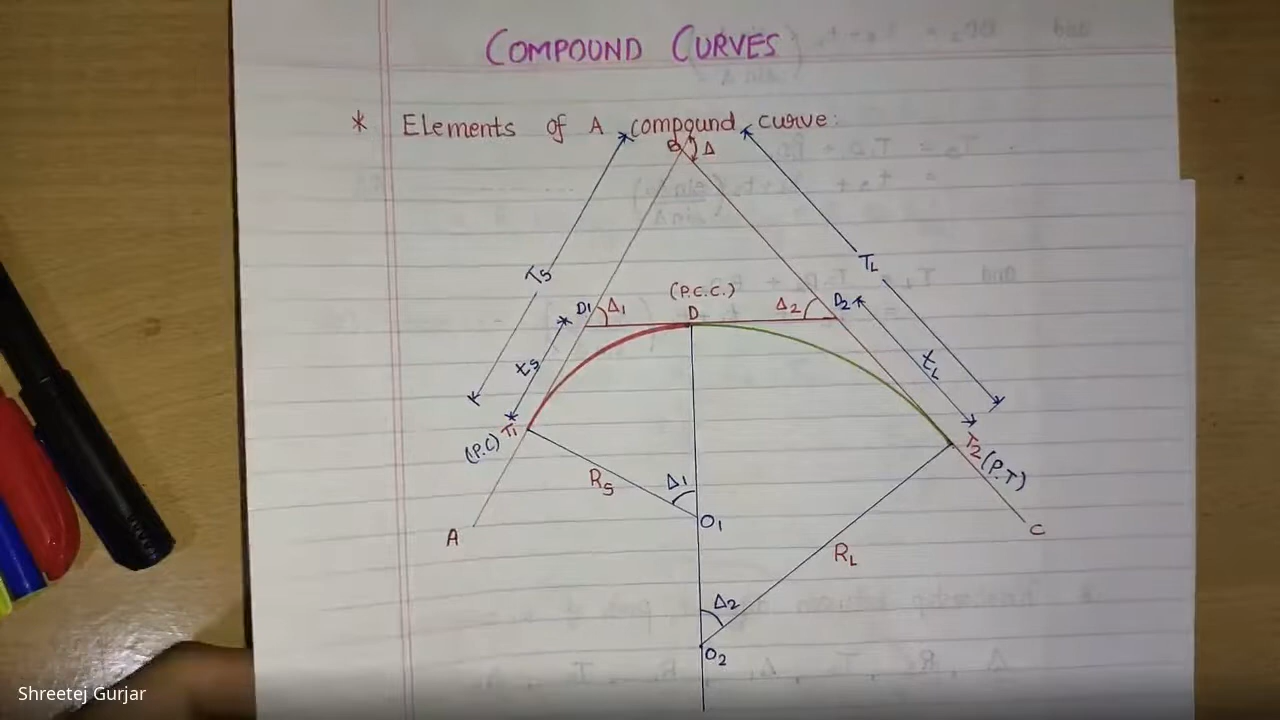 COMPOUND CURVES
* Elements of A compound curve:
B Δ
Ts
TL
(P.C.C.)
D1 Δ1 D Δ2 D2
ts
tL
(P.C) T1
T2 (P.T)
Rs
Δ1
O1
A
C
RL
Δ2
O2
Shreetej Gurjar